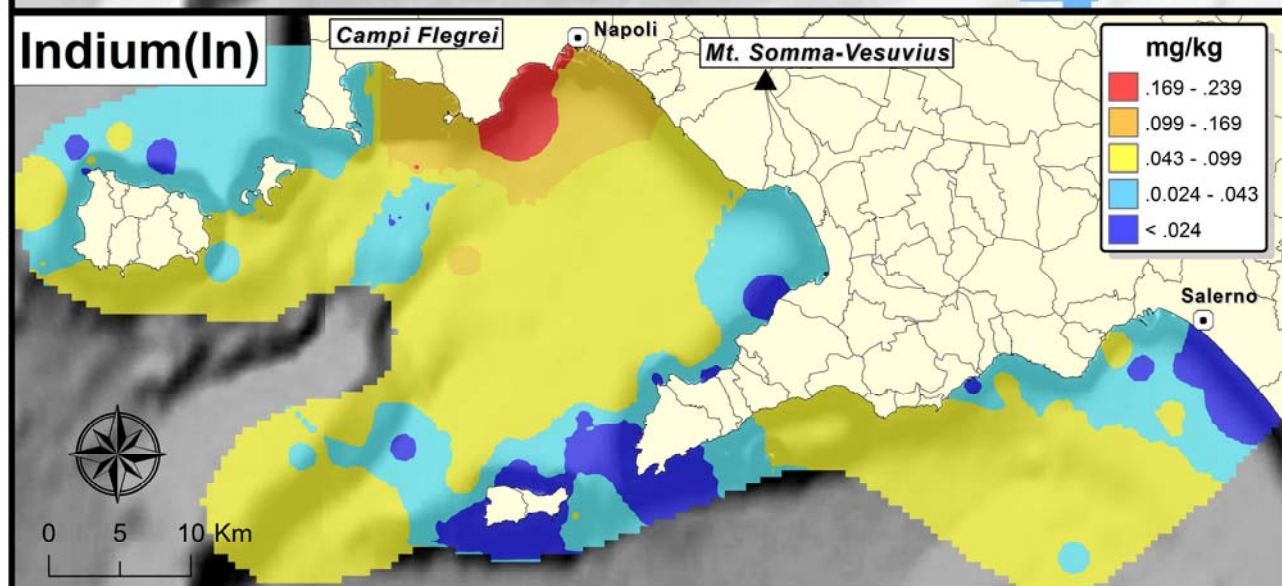 Indium(In)
Campi Flegrei
Napoli
Mt. Somma-Vesuvius
mg/kg
.169 - .239
.099 - .169
.043 - .099
.0.024 - .043
< .024
Salerno
0 5 10 Km